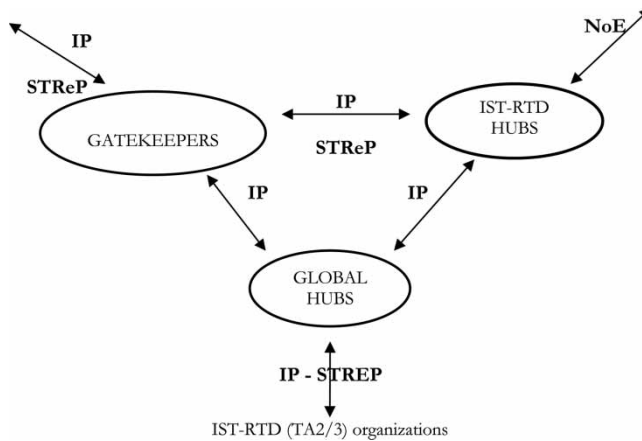 IP
NoE
STReP
GATEKEEPERS
IP
STReP
IST-RTD
HUBS
IP
IP
GLOBAL
HUBS
IP - STREP
IST-RTD (TA2/3) organizations